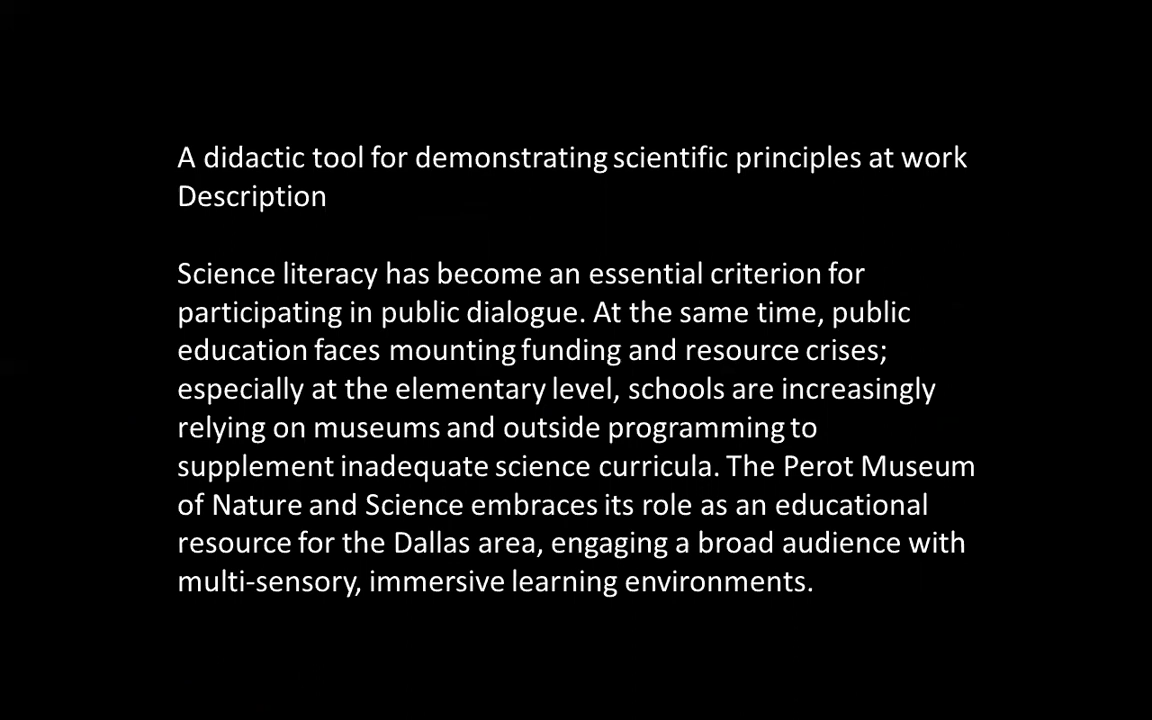 A didactic tool for demonstrating scientific principles at work
Description
Science literacy has become an essential criterion for
participating in public dialogue. At the same time, public
education faces mounting funding and resource crises;
especially at the elementary level, schools are increasingly
relying on museums and outside programming to
supplement inadequate science curricula. The Perot Museum
of Nature and Science embraces its role as an educational
resource for the Dallas area, engaging a broad audience with
multi-sensory, immersive learning environments.